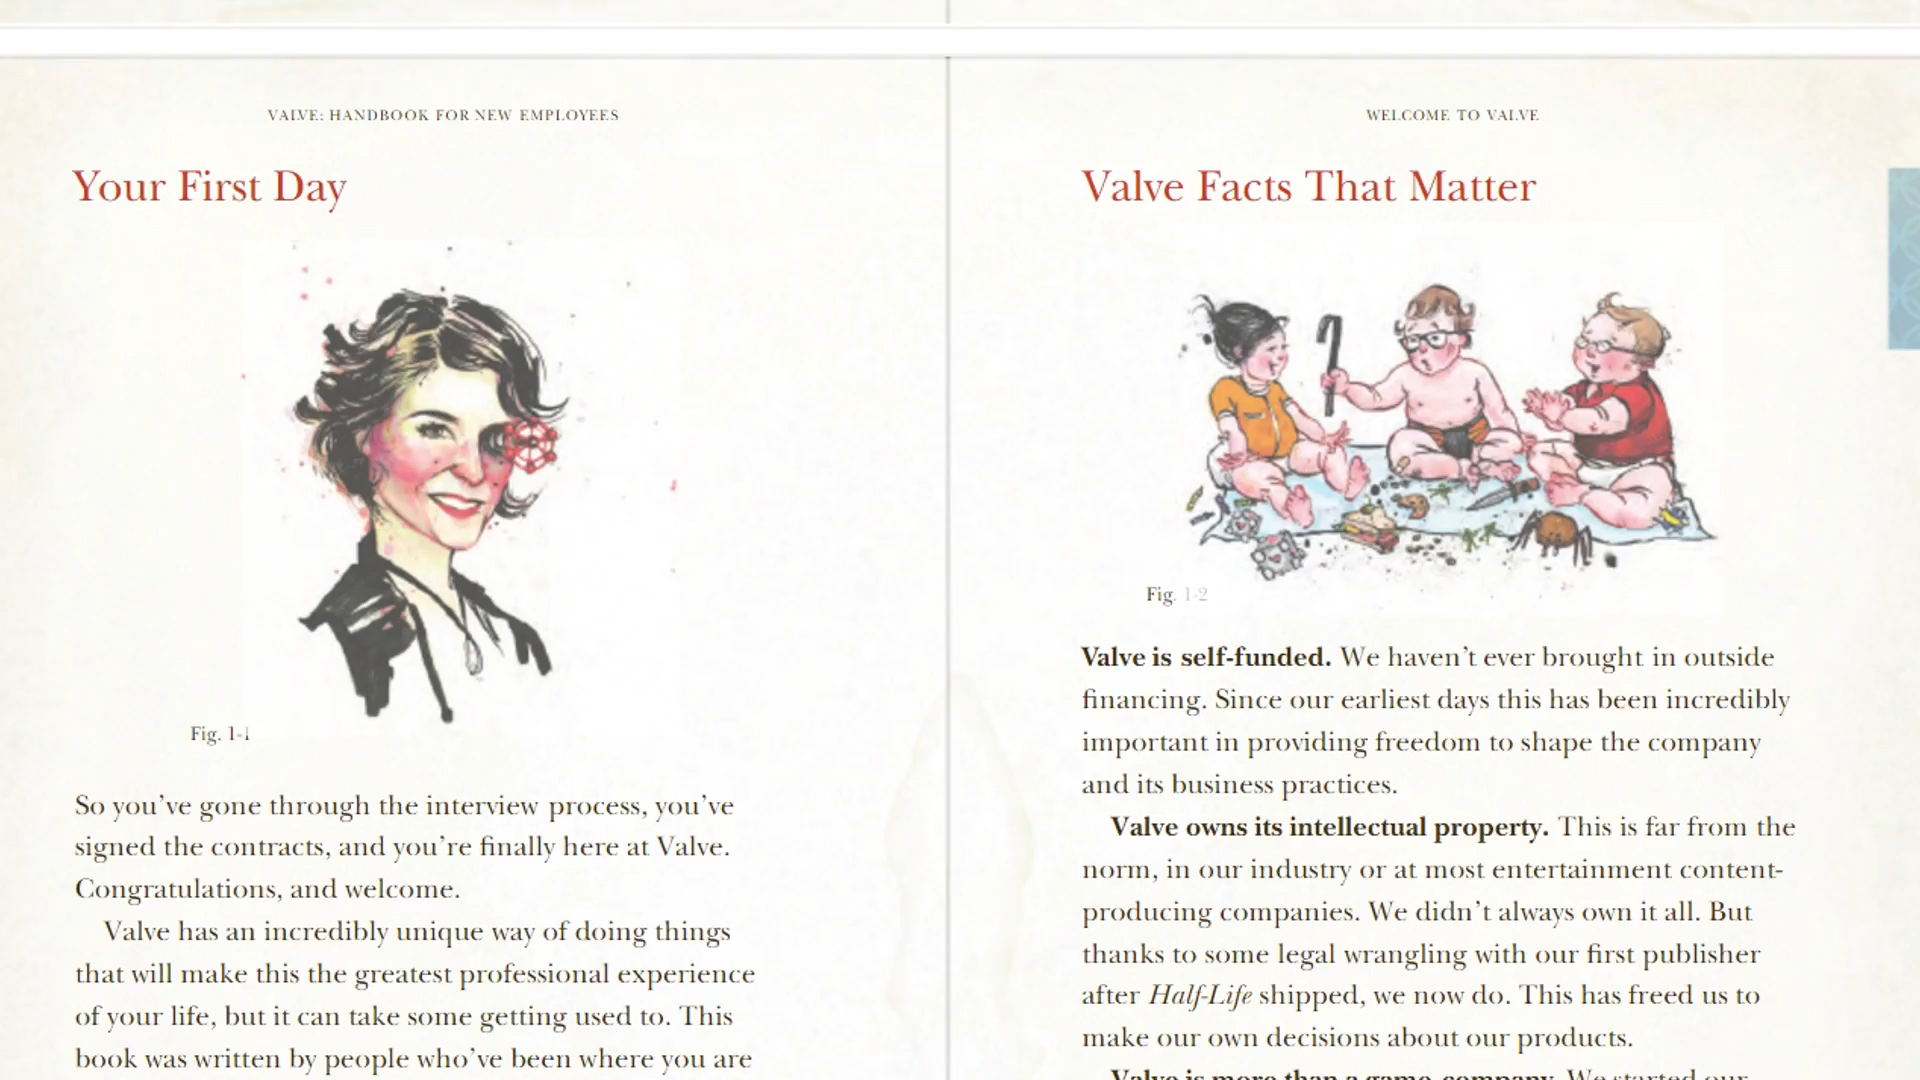 VALVE: HANDBOOK FOR NEW EMPLOYEES
Your First Day
Fig. 1-1
So you’ve gone through the interview process, you’ve
signed the contracts, and you’re finally here at Valve.
Congratulations, and welcome.
Valve has an incredibly unique way of doing things
that will make this the greatest professional experience
of your life, but it can take some getting used to. This
book was written by people who’ve been where you are
WELCOME TO VALVE
Valve Facts That Matter
Fig. 1-2
Valve is self-funded. We haven’t ever brought in outside
financing. Since our earliest days this has been incredibly
important in providing freedom to shape the company
and its business practices.
Valve owns its intellectual property. This is far from the
norm, in our industry or at most entertainment content-
producing companies. We didn’t always own it all. But
thanks to some legal wrangling with our first publisher
after Half-Life shipped, we now do. This has freed us to
make our own decisions about our products.
Valve is more than a game company. We started our